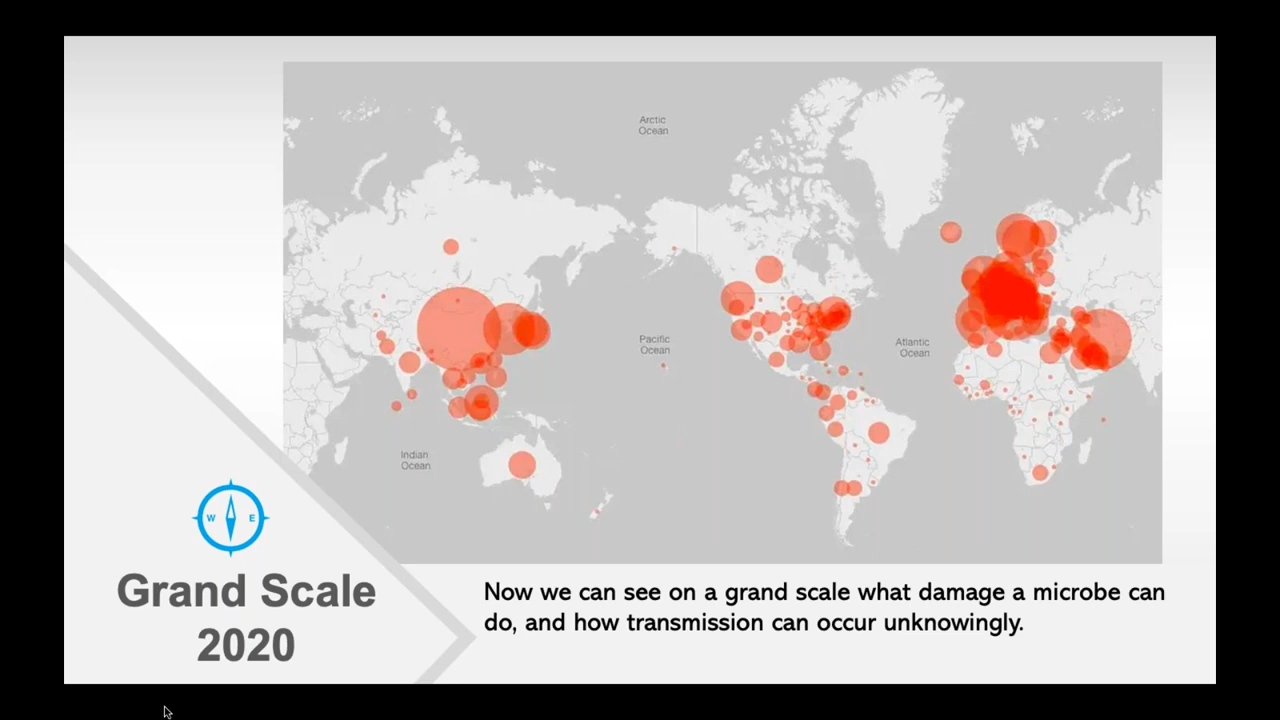 Arctic
Ocean
Pacific
Ocean
Atlantic
Ocean
Indian
Ocean
W E
Grand Scale
2020
Now we can see on a grand scale what damage a microbe can
do, and how transmission can occur unknowingly.